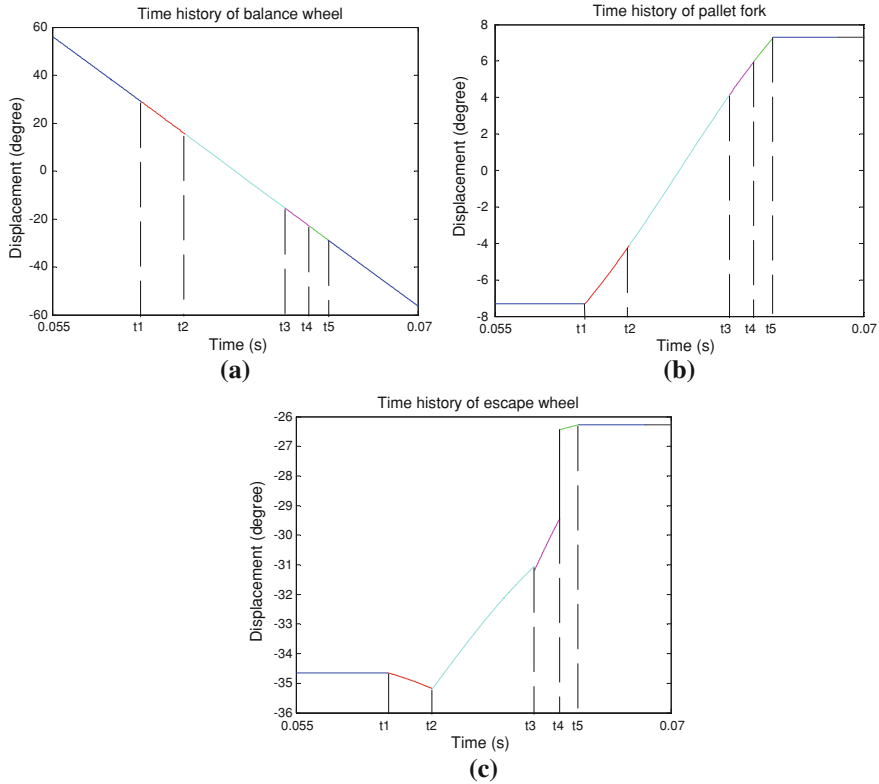 Time history of balance wheel
60
40
20
0
-20
-40
-60
Displacement (degree)
0.055
t1
t2
t3
t4
t5
0.07
Time (s)
(a)
Time history of pallet fork
8
6
4
2
0
-2
-4
-6
-8
Displacement (degree)
0.055
t1
t2
t3
t4
t5
0.07
Time (s)
(b)
Time history of escape wheel
-26
-27
-28
-29
-30
-31
-32
-33
-34
-35
-36
Displacement (degree)
0.055
t1
t2
t3
t4
t5
0.07
Time (s)
(c)